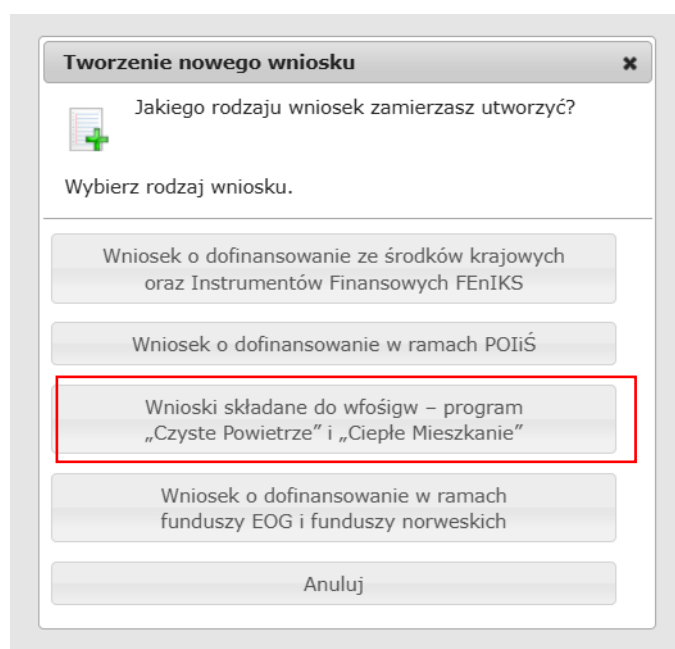 Tworzenie nowego wniosku
Jakiego rodzaju wniosek zamierzasz utworzyć?
Wybierz rodzaj wniosku.
Wniosek o dofinansowanie ze środków krajowych
oraz Instrumentów Finansowych FEnIKS
Wniosek o dofinansowanie w ramach POIiŚ
Wnioski składane do wfośigw – program
„Czyste Powietrze” i „Ciepłe Mieszkanie”
Wniosek o dofinansowanie w ramach
funduszy EOG i funduszy norweskich
Anuluj